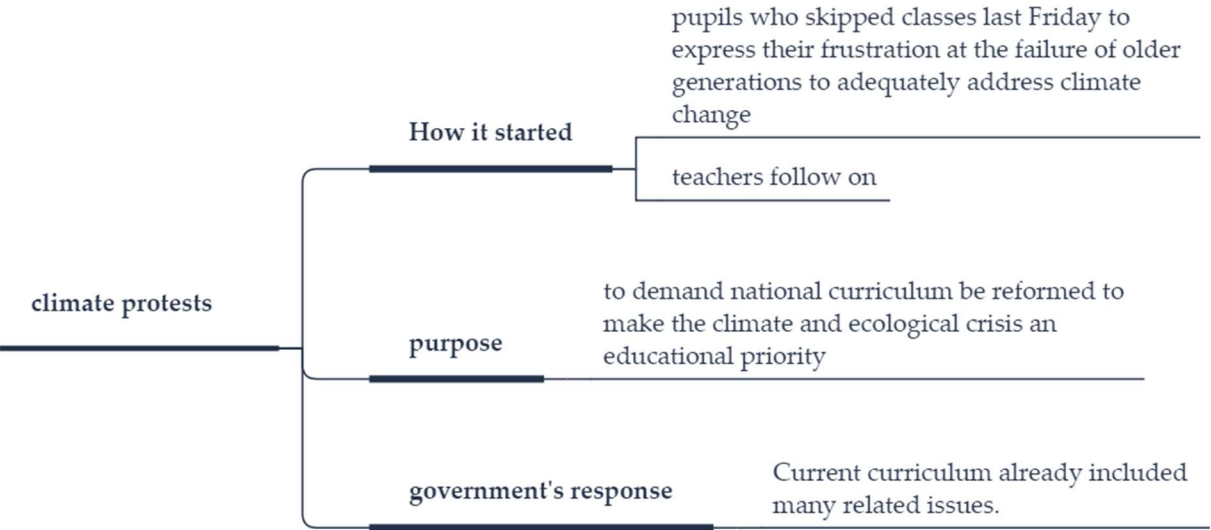 pupils who skipped classes last Friday to
express their frustration at the failure of older
generations to adequately address climate
change
How it started
teachers follow on
climate protests
to demand national curriculum be reformed to
make the climate and ecological crisis an
educational priority
purpose
Current curriculum already included
many related issues.
government's response